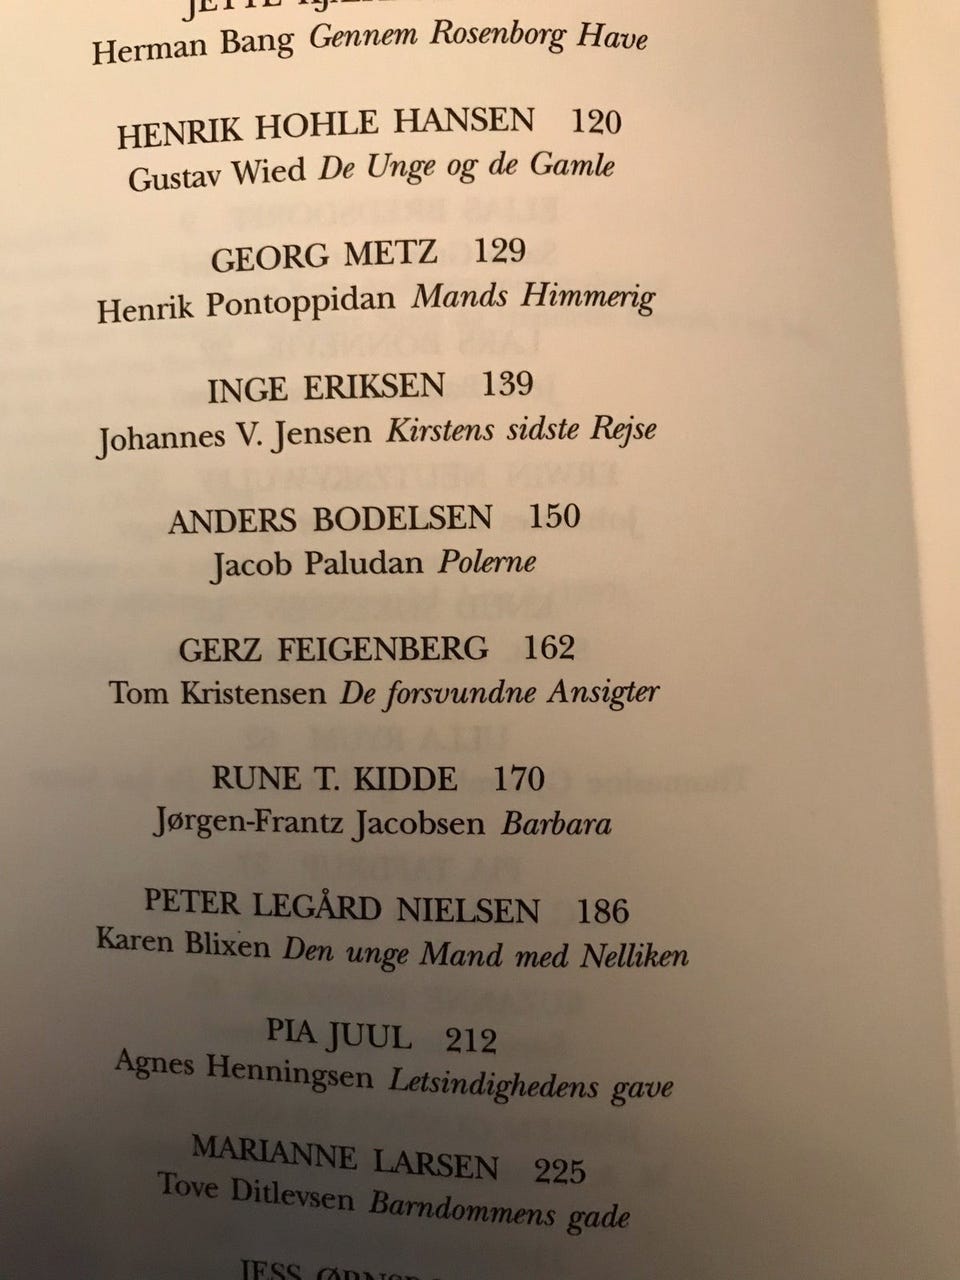 JETTE
Herman Bang Gennem Rosenborg Have
HENRIK HOHLE HANSEN 120
Gustav Wied De Unge og de Gamle
GEORG METZ 129
Henrik Pontoppidan Mands Himmerig
INGE ERIKSEN 139
Johannes V. Jensen Kirstens sidste Rejse
ANDERS BODELSEN 150
Jacob Paludan Polerne
GERZ FEIGENBERG 162
Tom Kristensen De forsvundne Ansigter
RUNE T. KIDDE 170
Jørgen-Frantz Jacobsen Barbara
PETER LEGÅRD NIELSEN 186
Karen Blixen Den unge Mand med Nelliken
PIA JUUL 212
Agnes Henningsen Letsindighedens gave
MARIANNE LARSEN 225
Tove Ditlevsen Barndommens gade
JESS